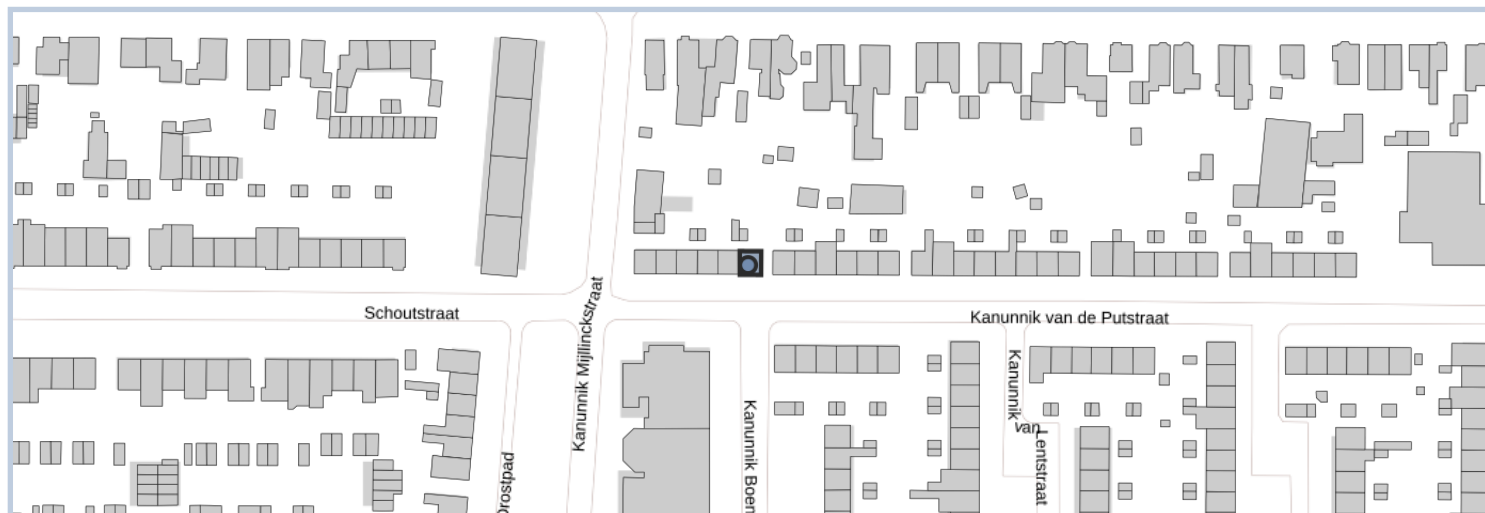 Schoutstraat
Kanunnik Mijllinckstraat
Kanunnik van de Putstraat
Kanunnik
van
Lentstraat
Kanunnik Boen
Drostpad